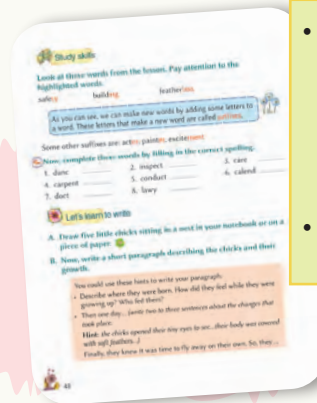 Study skills
Look at these words from the lesson. Pay attention to the
highlighted words.
safest building featherless
As you can see, we can make new words by adding some letters to
a word. These letters that make a new word are called suffixes.
Some other suffixes are: actor, painter, excitement
Now, complete these words by filling in the correct spelling.
1. danc 2. inspect 3. care
4. carpent 5. conduct 6. calend
7. doct 8. lawy
Let's learn to write
A. Draw five little chicks sitting in a nest in your notebook or on a
piece of paper.
B. Now, write a short paragraph describing the chicks and their
growth.
You could use these hints to write your paragraph:
• Describe where they were born. How did they feel while they were
growing up? Who fed them?
• Then one day... (write two to three sentences about the changes that
took place.
Hint: the chicks opened their tiny eyes to see...their body was covered
with soft feathers...)
Finally, they knew it was time to fly away on their own. So, they...